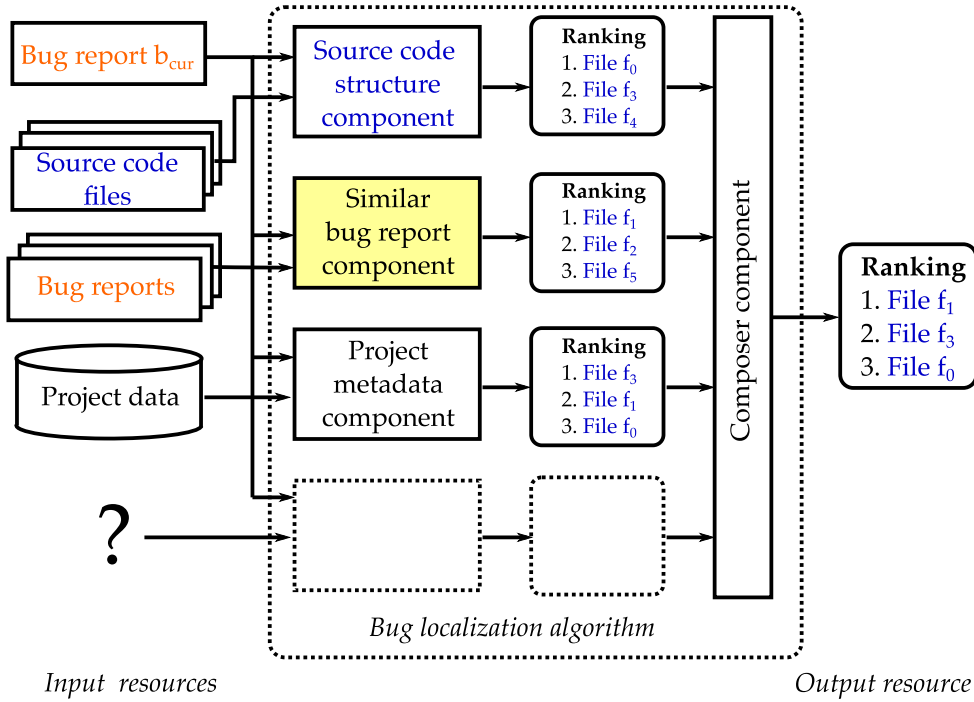 Bug report b_cur
Source code
files
Bug reports
Project data
?
Source code
structure
component
Similar
bug report
component
Project
metadata
component
Ranking
1. File f_0
2. File f_3
3. File f_4
Ranking
1. File f_1
2. File f_2
3. File f_5
Ranking
1. File f_3
2. File f_1
3. File f_0
Composer component
Ranking
1. File f_1
2. File f_3
3. File f_0
Bug localization algorithm
Input resources
Output resource